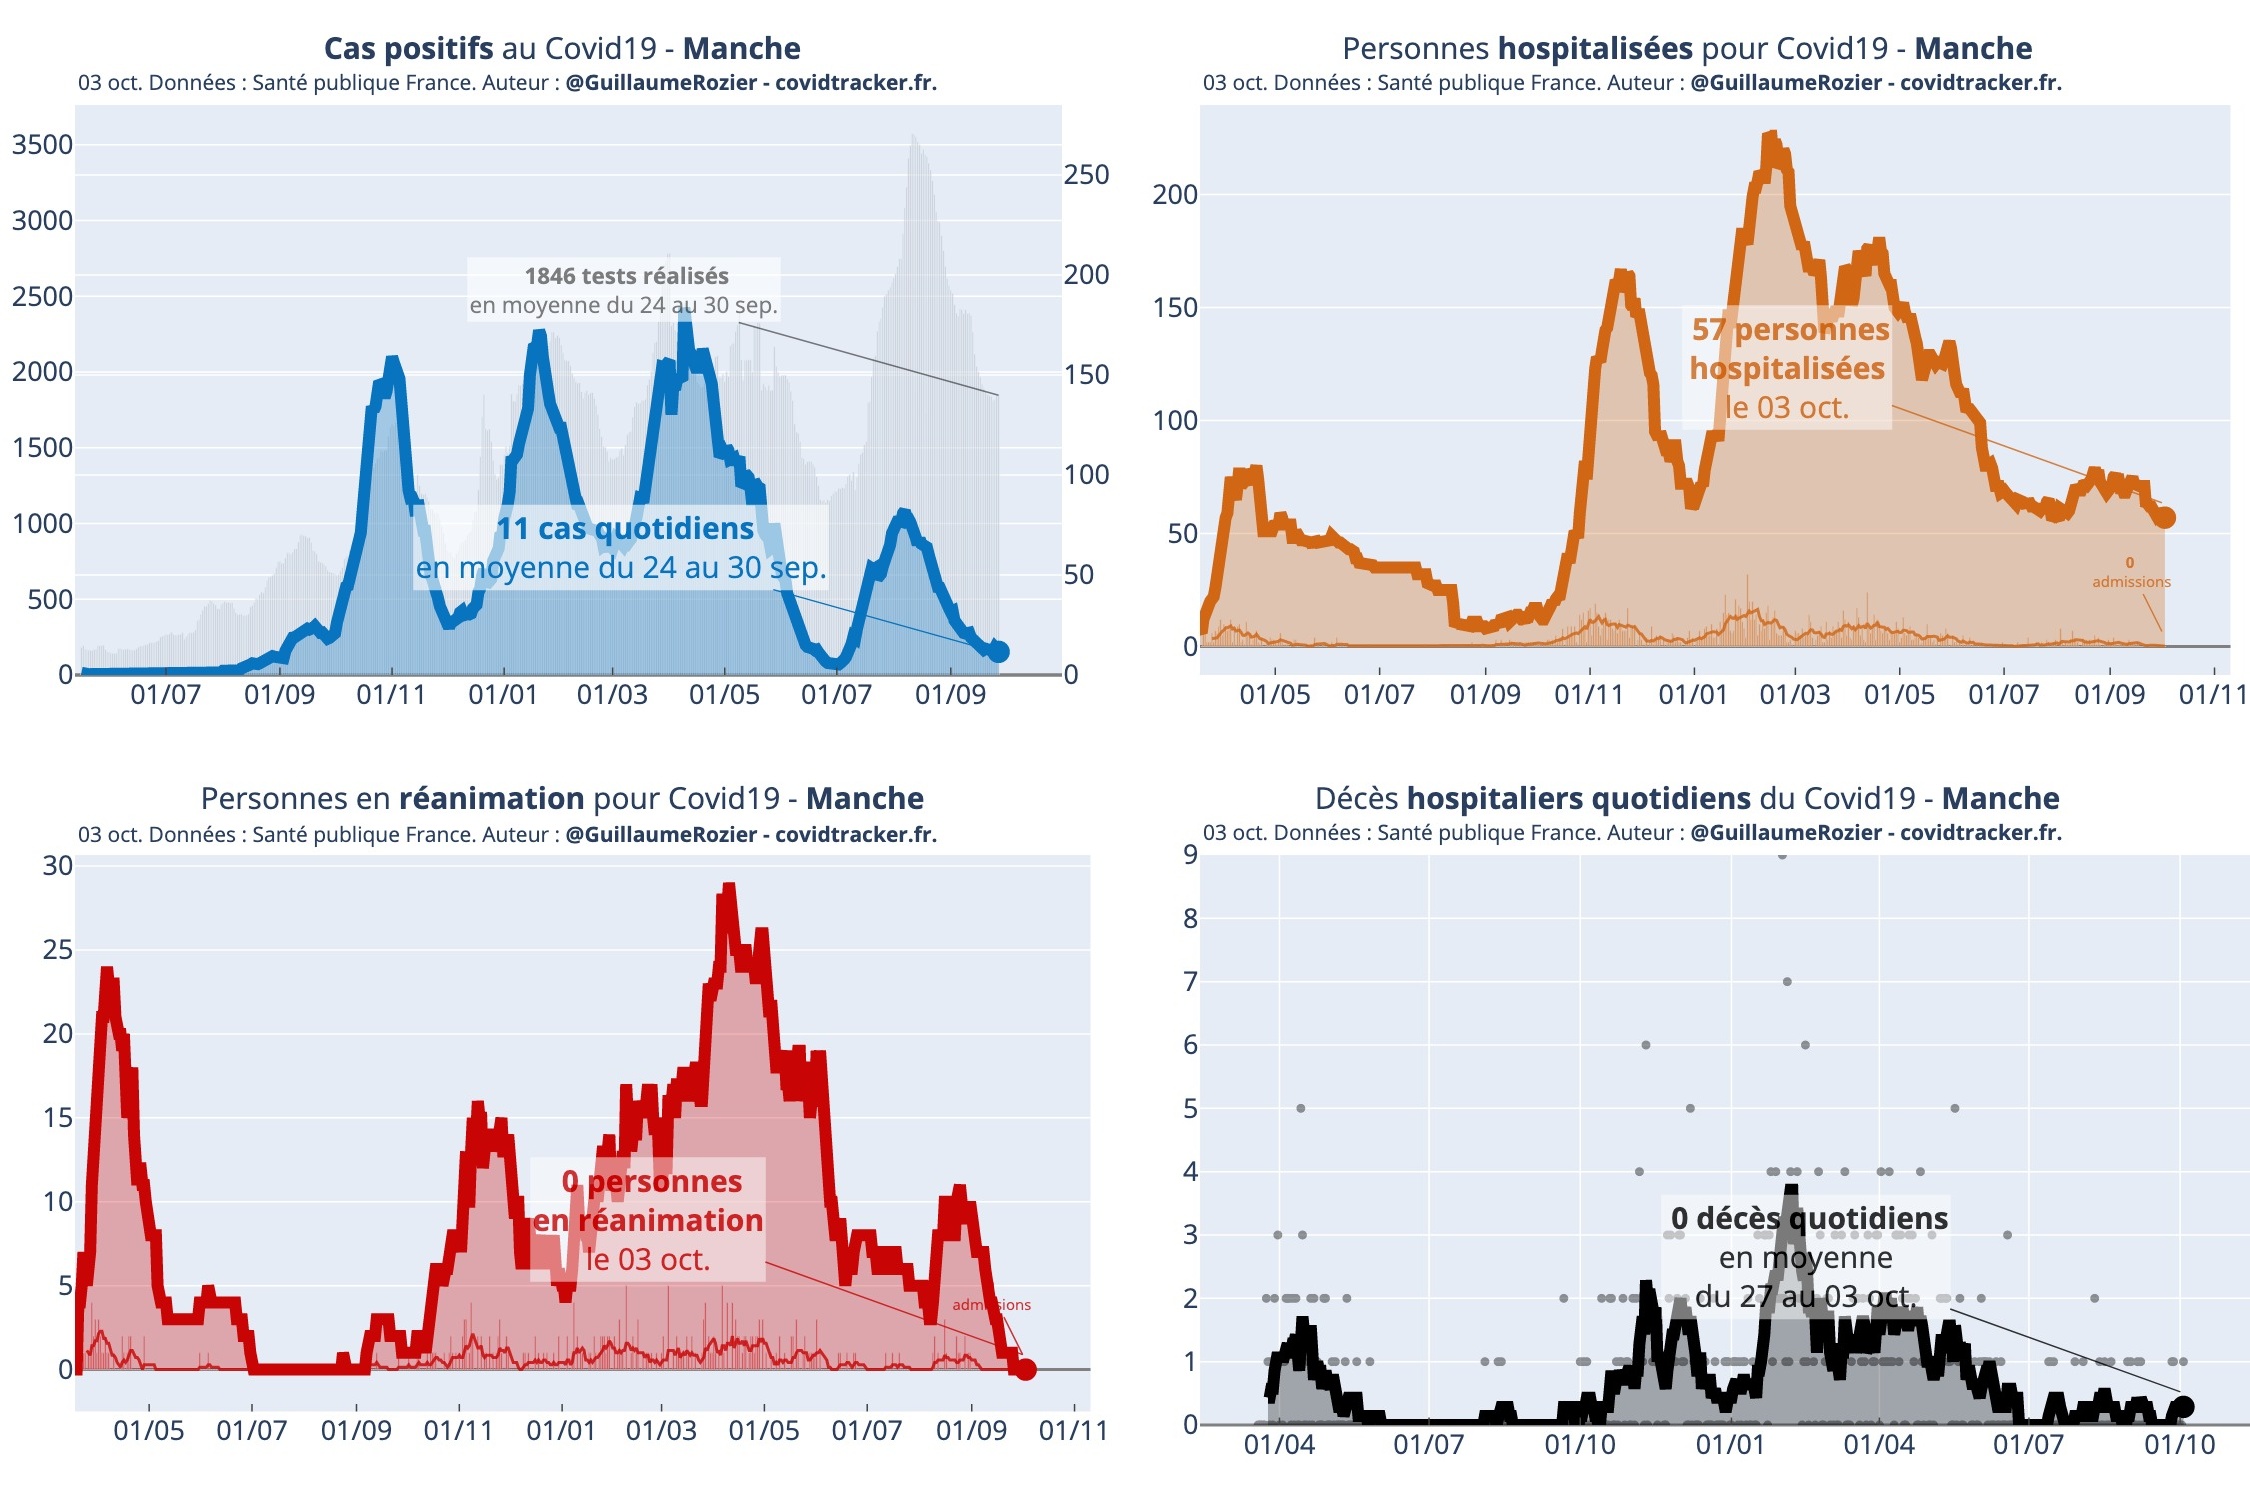 Cas positifs au Covid19 - Manche
03 oct. Données : Santé publique France. Auteur : @GuillaumeRozier - covidtracker.fr.
3500
3000
2500
2000
1500
1000
500
0
250
200
150
100
50
0
1846 tests réalisés
en moyenne du 24 au 30 sep.
11 cas quotidiens
en moyenne du 24 au 30 sep.
01/07 01/09 01/11 01/01 01/03 01/05 01/07 01/09
Personnes hospitalisées pour Covid19 - Manche
03 oct. Données : Santé publique France. Auteur : @GuillaumeRozier - covidtracker.fr.
200
150
100
50
0
57 personnes
hospitalisées
le 03 oct.
0
admissions
01/05 01/07 01/09 01/11 01/01 01/03 01/05 01/07 01/09 01/11
Personnes en réanimation pour Covid19 - Manche
03 oct. Données : Santé publique France. Auteur : @GuillaumeRozier - covidtracker.fr.
30
25
20
15
10
5
0
0 personnes
en réanimation
le 03 oct.
admissions
01/05 01/07 01/09 01/11 01/01 01/03 01/05 01/07 01/09 01/11
Décès hospitaliers quotidiens du Covid19 - Manche
03 oct. Données : Santé publique France. Auteur : @GuillaumeRozier - covidtracker.fr.
9
8
7
6
5
4
3
2
1
0
0 décès quotidiens
en moyenne
du 27 au 03 oct.
01/04 01/07 01/10 01/01 01/04 01/07 01/10